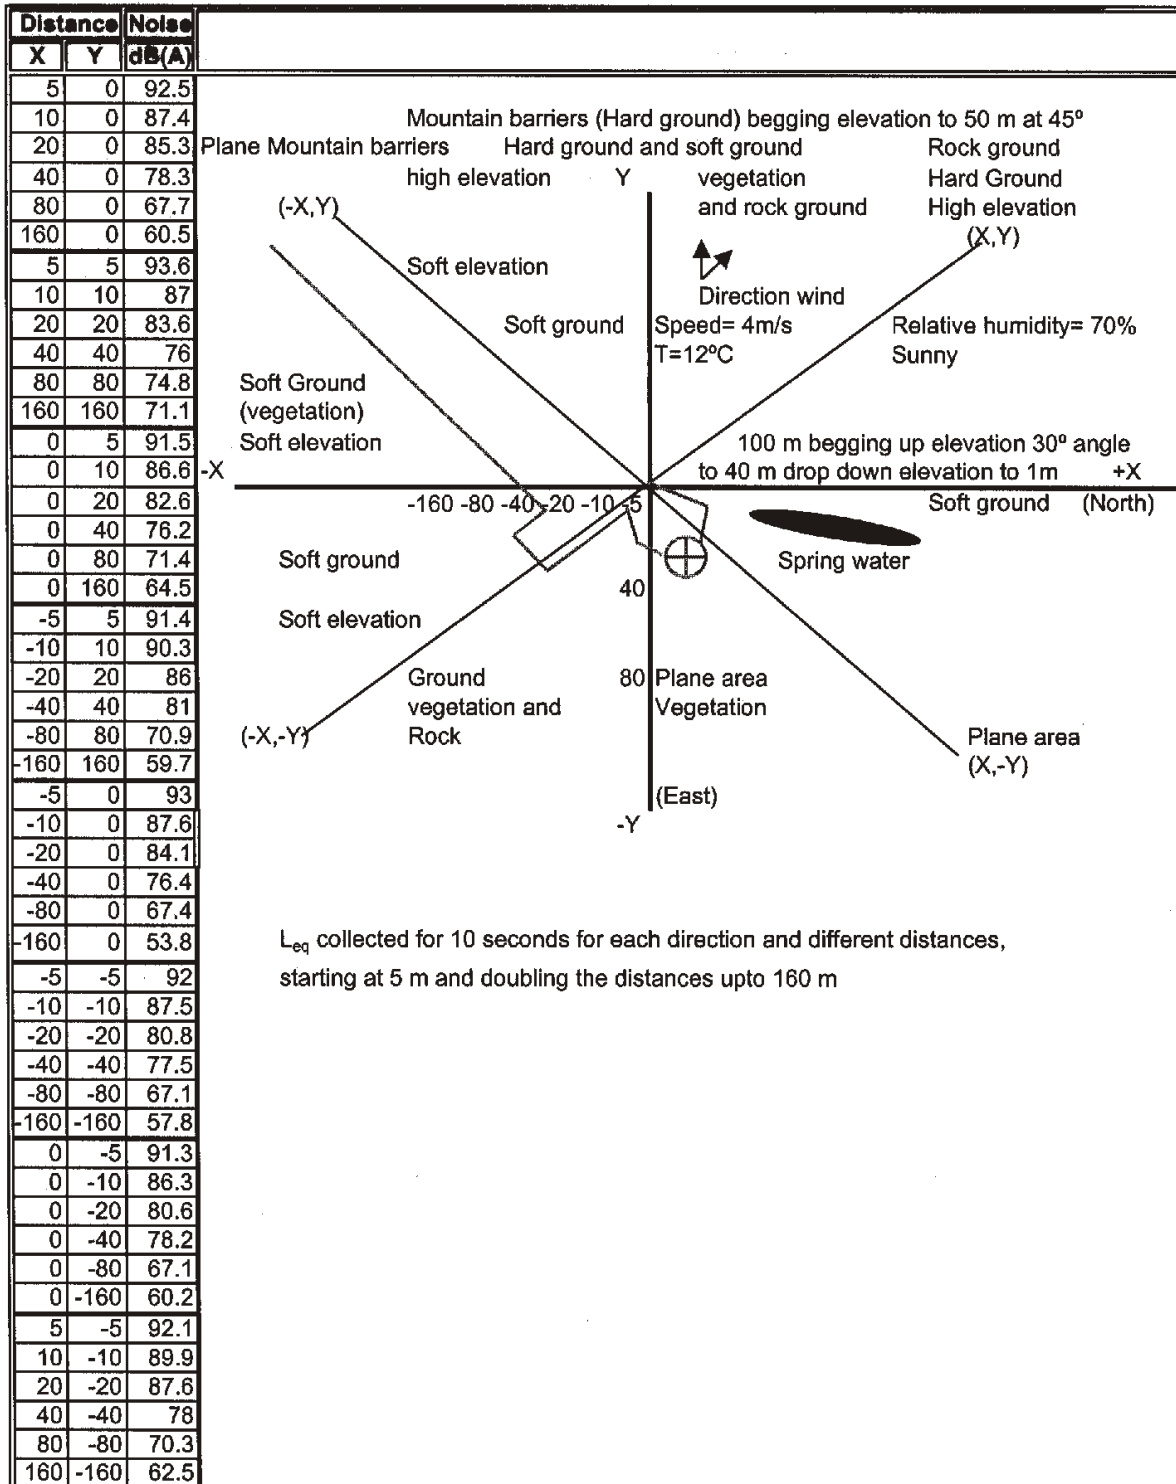 Distance Noise
X Y dB(A)
5 0 92.5
10 0 87.4
20 0 85.3
40 0 78.3
80 0 67.7
160 0 60.5
5 5 93.6
10 10 87
20 20 83.6
40 40 76
80 80 74.8
160 160 71.1
0 5 91.5
0 10 86.6
0 20 82.6
0 40 76.2
0 80 71.4
0 160 64.5
-5 5 91.4
-10 10 90.3
-20 20 86
-40 40 81
-80 80 70.9
-160 160 59.7
-5 0 93
-10 0 87.6
-20 0 84.1
-40 0 76.4
-80 0 67.4
-160 0 53.8
-5 -5 92
-10 -10 87.5
-20 -20 80.8
-40 -40 77.5
-80 -80 67.1
-160 -160 57.8
0 -5 91.3
0 -10 86.3
0 -20 80.6
0 -40 78.2
0 -80 67.1
0 -160 60.2
5 -5 92.1
10 -10 89.9
20 -20 87.6
40 -40 78
80 -80 70.3
160 -160 62.5
Mountain barriers (Hard ground) begging elevation to 50 m at 45º
Plane Mountain barriers Hard ground and soft ground Rock ground
high elevation Y vegetation Hard Ground
(-X,Y) and rock ground High elevation
(X,Y)
Soft elevation
Direction wind
Soft ground Speed= 4m/s Relative humidity= 70%
T=12ºC Sunny
Soft Ground
(vegetation)
Soft elevation 100 m begging up elevation 30º angle
-X to 40 m drop down elevation to 1m +X
-160 -80 -40 -20 -10 -5 Soft ground (North)
Soft ground Spring water
40
Soft elevation
Ground 80 Plane area
vegetation and Vegetation
(-X,-Y) Rock Plane area
(X,-Y)
(East)
-Y
Leq collected for 10 seconds for each direction and different distances,
starting at 5 m and doubling the distances upto 160 m